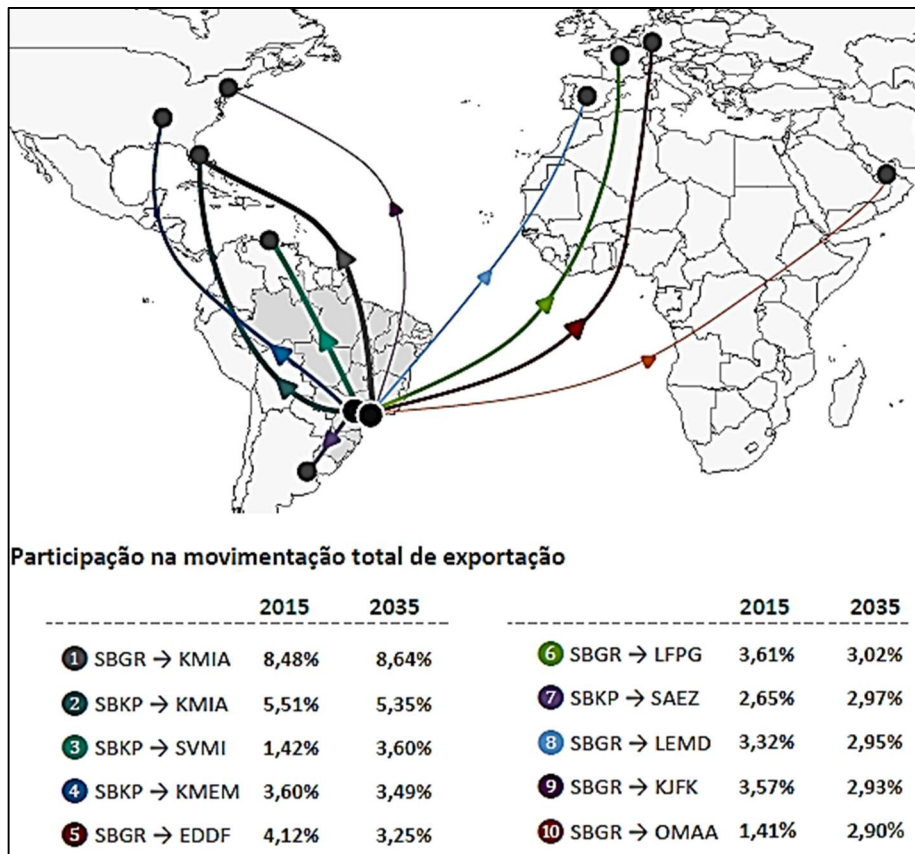 Participação na movimentação total de exportação
2015 2035
1 SBGR → KMIA 8,48% 8,64%
2 SBKP → KMIA 5,51% 5,35%
3 SBKP → SVMI 1,42% 3,60%
4 SBKP → KMEM 3,60% 3,49%
5 SBGR → EDDF 4,12% 3,25%
2015 2035
6 SBGR → LFPG 3,61% 3,02%
7 SBKP → SAEZ 2,65% 2,97%
8 SBGR → LEMD 3,32% 2,95%
9 SBGR → KJFK 3,57% 2,93%
10 SBGR → OMAA 1,41% 2,90%